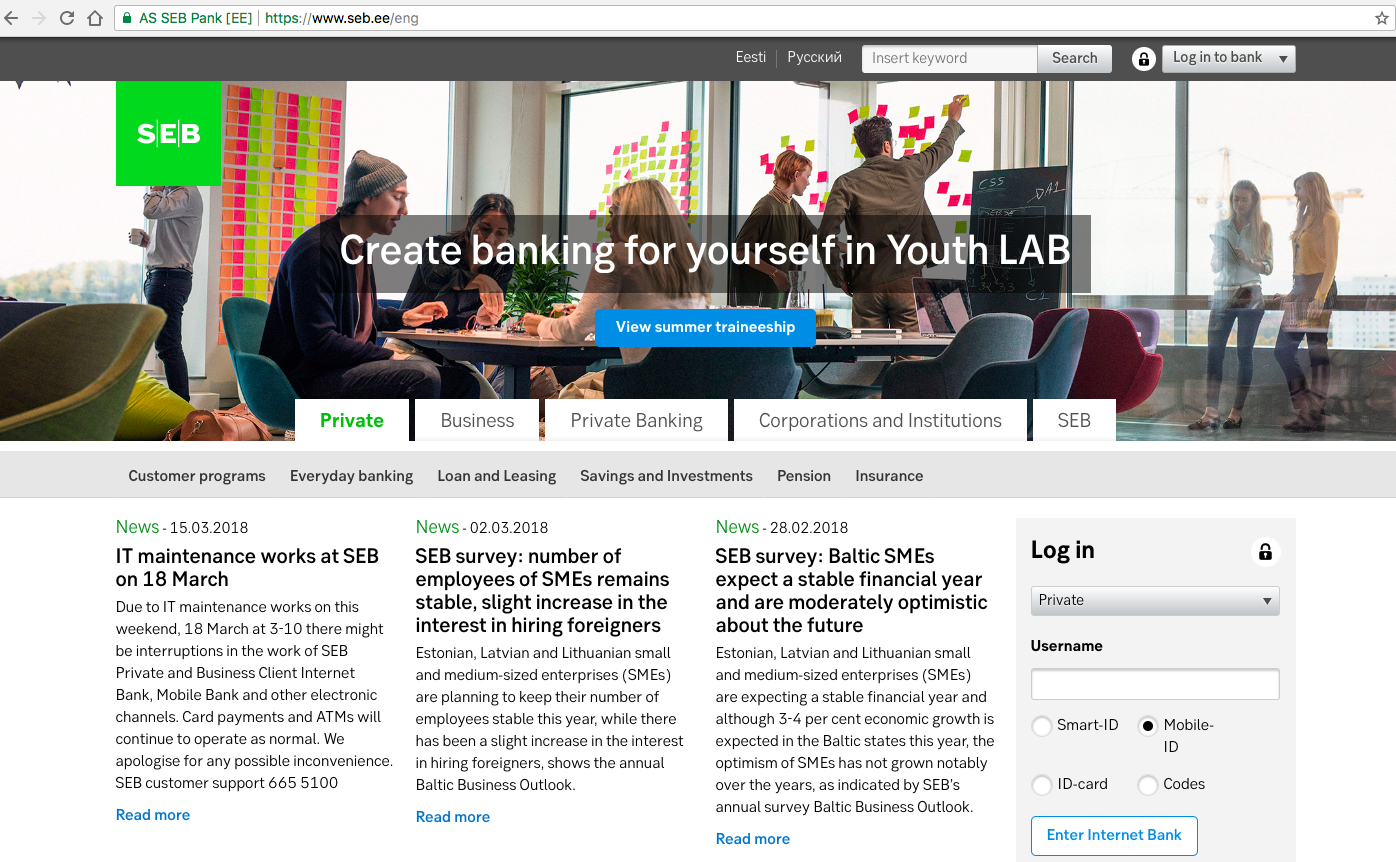 AS SEB Pank [EE] https://www.seb.ee/eng
Eesti Русский Insert keyword Search Log in to bank
S|E|B
CSS
DA1
C1
Create banking for yourself in Youth LAB
View summer traineeship
Private Business Private Banking Corporations and Institutions SEB
Customer programs Everyday banking Loan and Leasing Savings and Investments Pension Insurance
News - 15.03.2018
IT maintenance works at SEB
on 18 March
Due to IT maintenance works on this
weekend, 18 March at 3-10 there might
be interruptions in the work of SEB
Private and Business Client Internet
Bank, Mobile Bank and other electronic
channels. Card payments and ATMs will
continue to operate as normal. We
apologise for any possible inconvenience.
SEB customer support 665 5100
Read more
News - 02.03.2018
SEB survey: number of
employees of SMEs remains
stable, slight increase in the
interest in hiring foreigners
Estonian, Latvian and Lithuanian small
and medium-sized enterprises (SMEs)
are planning to keep their number of
employees stable this year, while there
has been a slight increase in the interest
in hiring foreigners, shows the annual
Baltic Business Outlook.
Read more
News - 28.02.2018
SEB survey: Baltic SMEs
expect a stable financial year
and are moderately optimistic
about the future
Estonian, Latvian and Lithuanian small
and medium-sized enterprises (SMEs)
are expecting a stable financial year and
although 3-4 per cent economic growth is
expected in the Baltic states this year, the
optimism of SMEs has not grown notably
over the years, as indicated by SEB's
annual survey Baltic Business Outlook.
Read more
Log in
Private
Username
Smart-ID Mobile-
ID
ID-card Codes
Enter Internet Bank